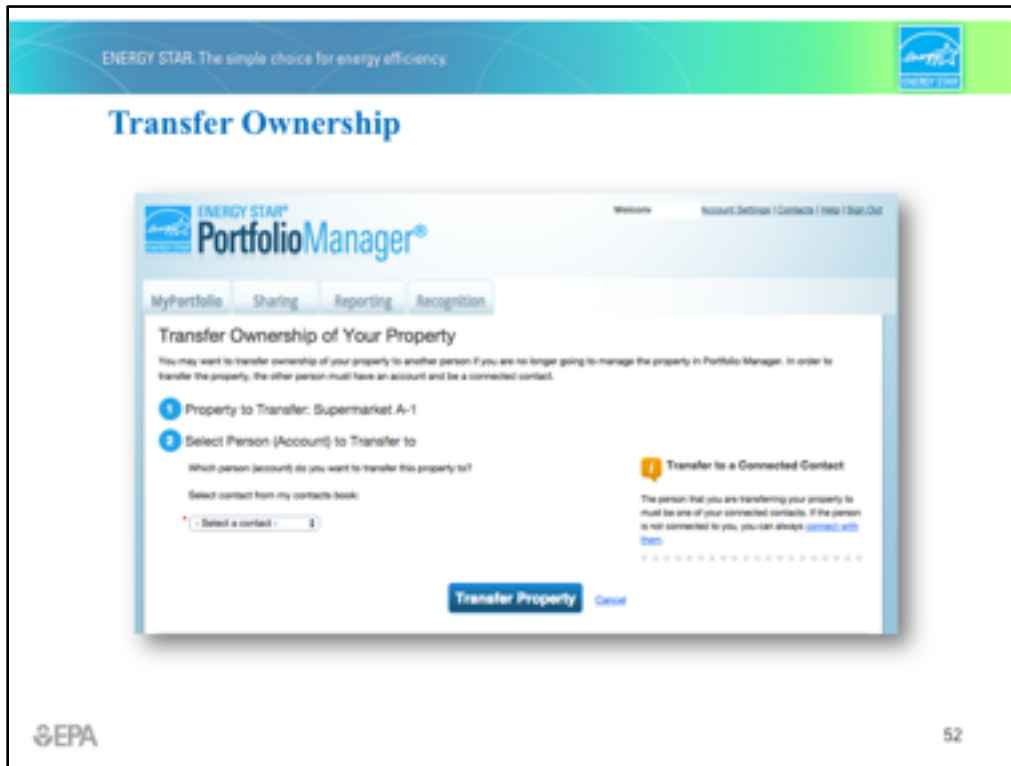 ENERGY STAR. The simple choice for energy efficiency.
ENERGY STAR
Transfer Ownership
ENERGY STAR
ENERGY STAR®
PortfolioManager®
Welcome
Account Settings | Contacts | Help | Sign Out
MyPortfolio Sharing Reporting Recognition
Transfer Ownership of Your Property
You may want to transfer ownership of your property to another person if you are no longer going to manage the property in Portfolio Manager. In order to
transfer the property, the other person must have an account and be a connected contact.
1 Property to Transfer: Supermarket A-1
2 Select Person (Account) to Transfer to
Which person (account) do you want to transfer this property to?
Select contact from my contacts book:
* - Select a contact -
Transfer to a Connected Contact
The person that you are transferring your property to
must be one of your connected contacts. If the person
is not connected to you, you can always connect with
them.
Transfer Property Cancel
EPA
52